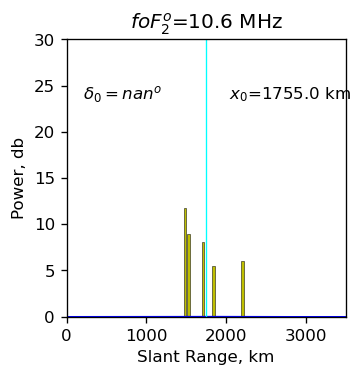 foF₂ᵒ=10.6 MHz
30
25
δ₀ = nanᵒ
x₀=1755.0 km
20
15
10
5
0
Power, db
0 1000 2000 3000
Slant Range, km